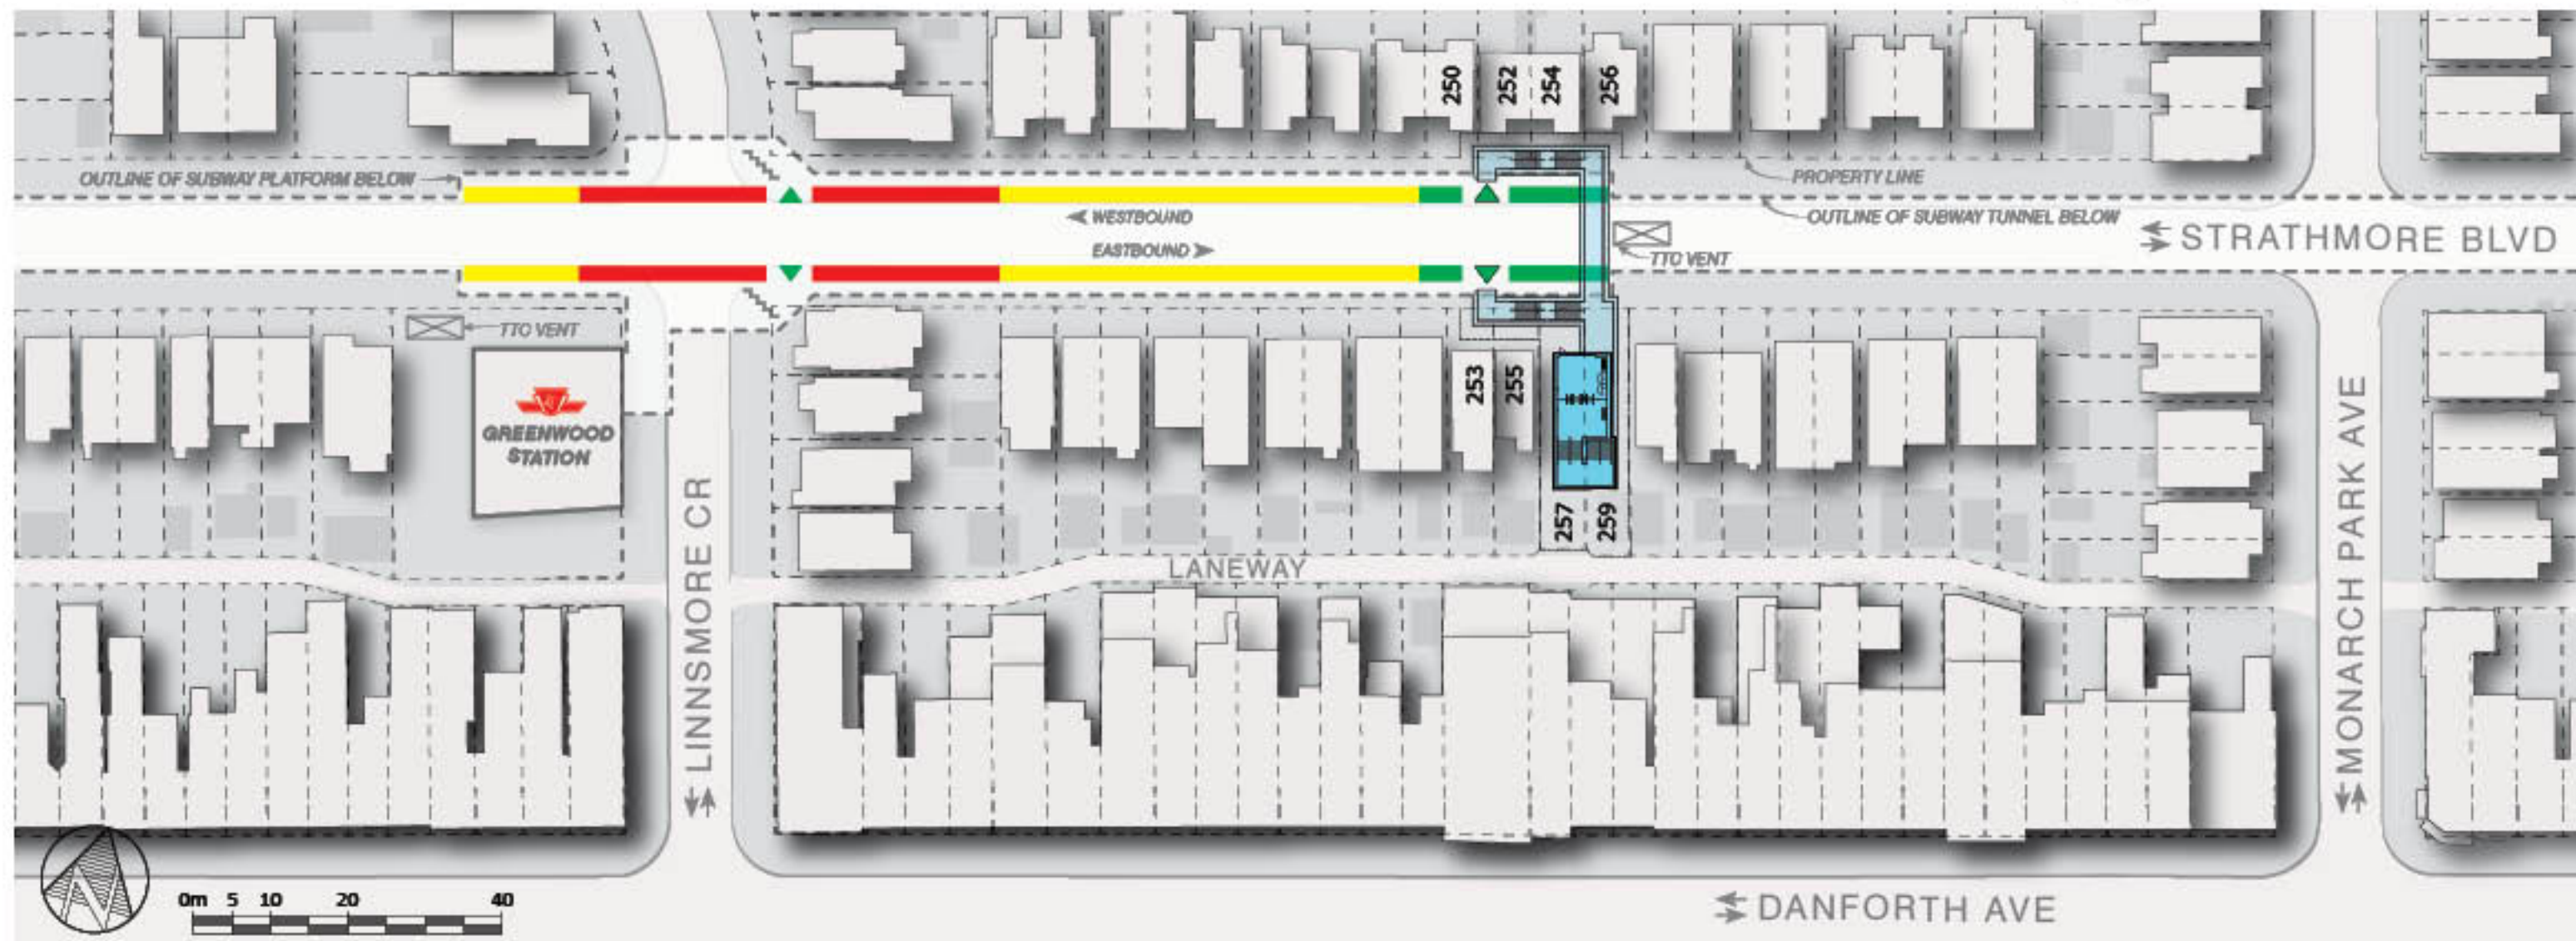 250
252
254
256
OUTLINE OF SUBWAY PLATFORM BELOW
PROPERTY LINE
WESTBOUND
OUTLINE OF SUBWAY TUNNEL BELOW
STRATHMORE BLVD
EASTBOUND
TTC VENT
TTC VENT
GREENWOOD
STATION
253
255
257
259
LINNSMORE CR
MONARCH PARK AVE
LANEWAY
N
0m 5 10 20 40
DANFORTH AVE